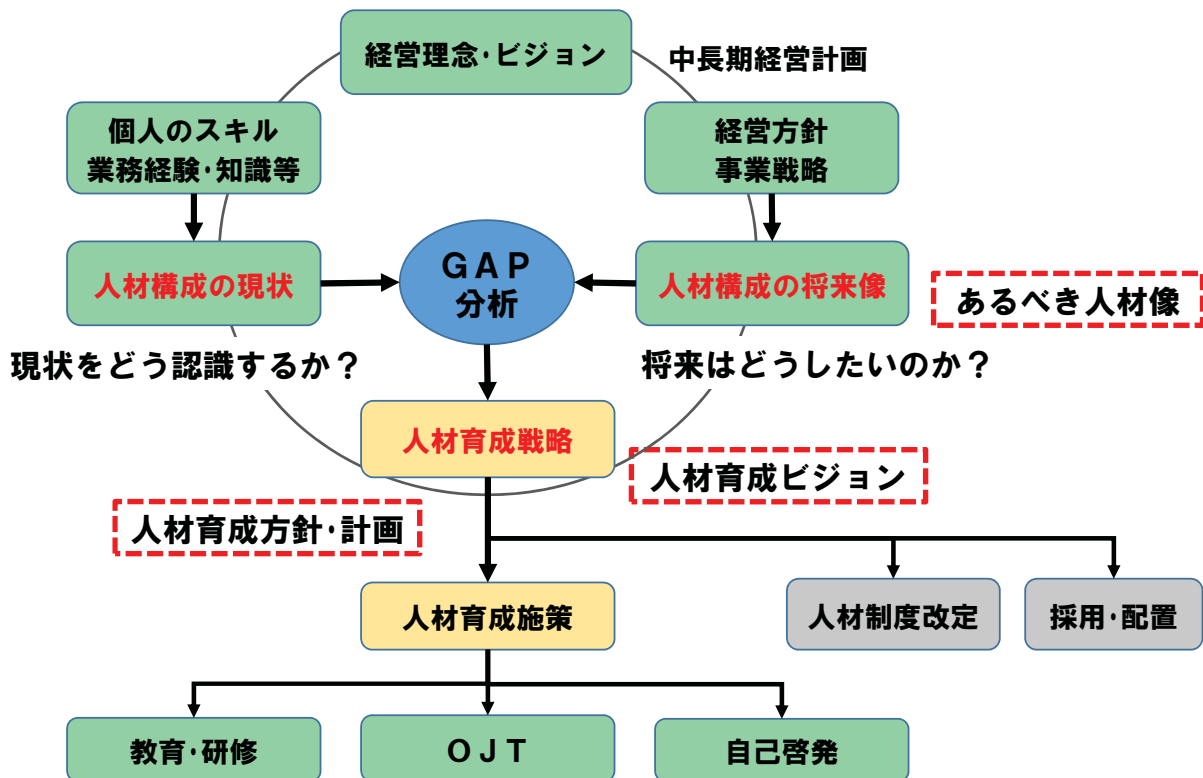 経営理念･ビジョン
中長期経営計画
個人のスキル
業務経験･知識等
経営方針
事業戦略
人材構成の現状
ＧＡＰ
分析
人材構成の将来像
あるべき人材像
現状をどう認識するか？
将来はどうしたいのか？
人材育成戦略
人材育成ビジョン
人材育成方針･計画
人材育成施策
人材制度改定
採用･配置
教育･研修
ＯＪＴ
自己啓発